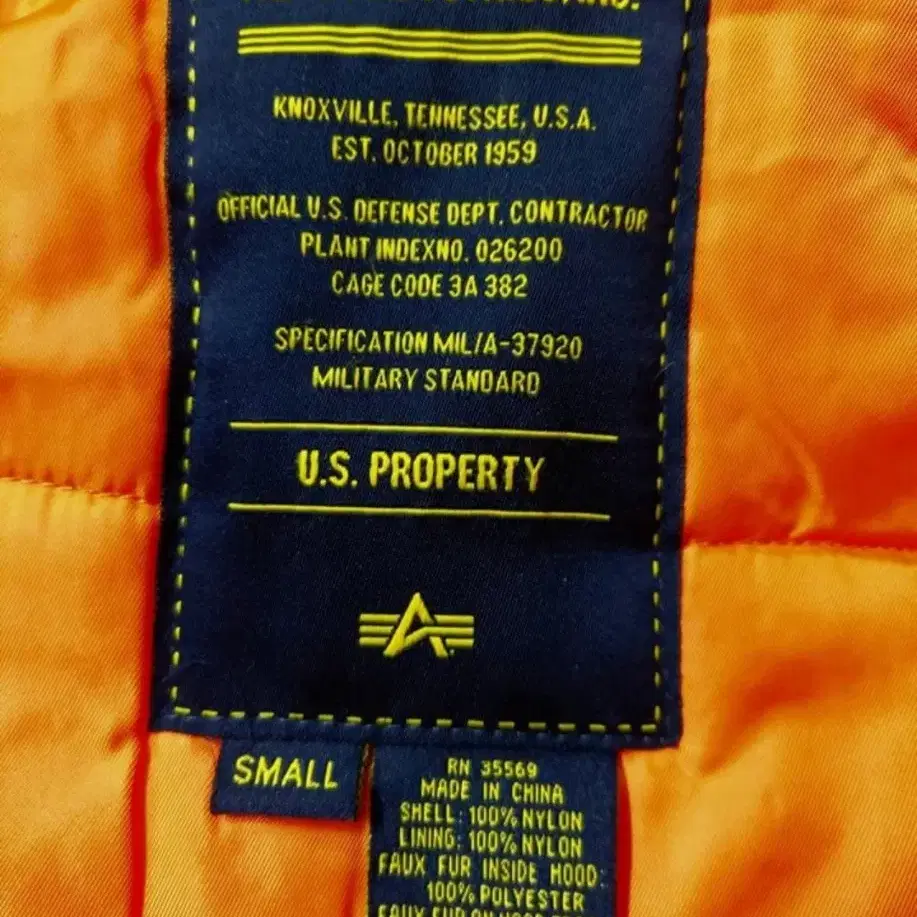 KNOXVILLE, TENNESSEE, U.S.A.
EST. OCTOBER 1959
OFFICIAL U.S. DEFENSE DEPT. CONTRACTOR
PLANT INDEXNO. 026200
CAGE CODE 3A 382
SPECIFICATION MIL/A-37920
MILITARY STANDARD
U.S. PROPERTY
SMALL
RN 35569
MADE IN CHINA
SHELL: 100% NYLON
LINING: 100% NYLON
FAUX FUR INSIDE HOOD:
100% POLYESTER